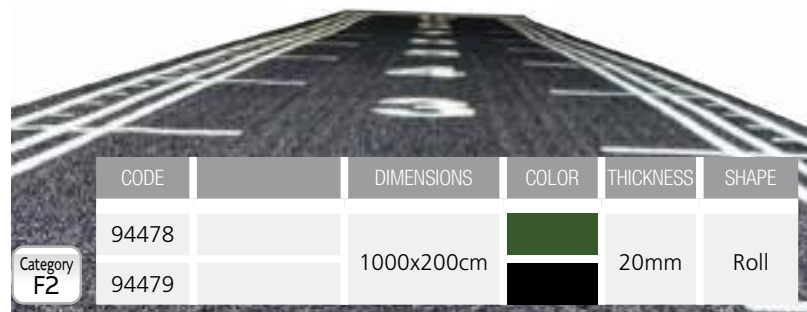 CODE DIMENSIONS COLOR THICKNESS SHAPE
94478
1000x200cm 20mm Roll
94479
Category
F2